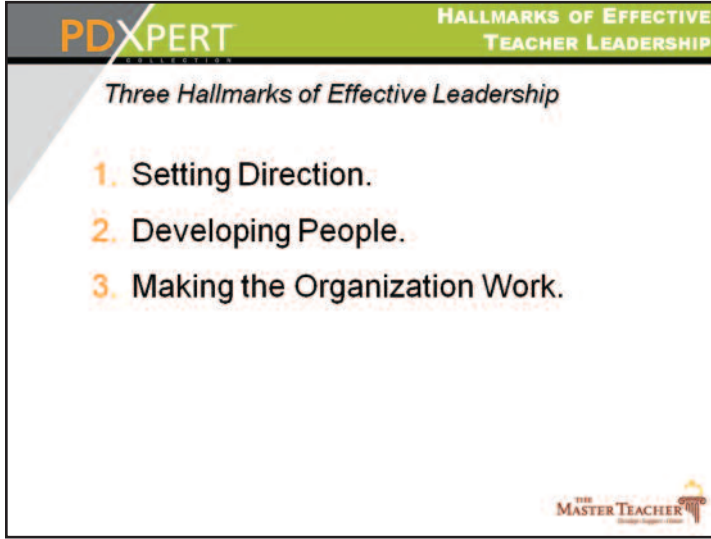 PDXPERT
COLLECTION
HALLMARKS OF EFFECTIVE
TEACHER LEADERSHIP
Three Hallmarks of Effective Leadership
1. Setting Direction.
2. Developing People.
3. Making the Organization Work.
THE
MASTER TEACHER